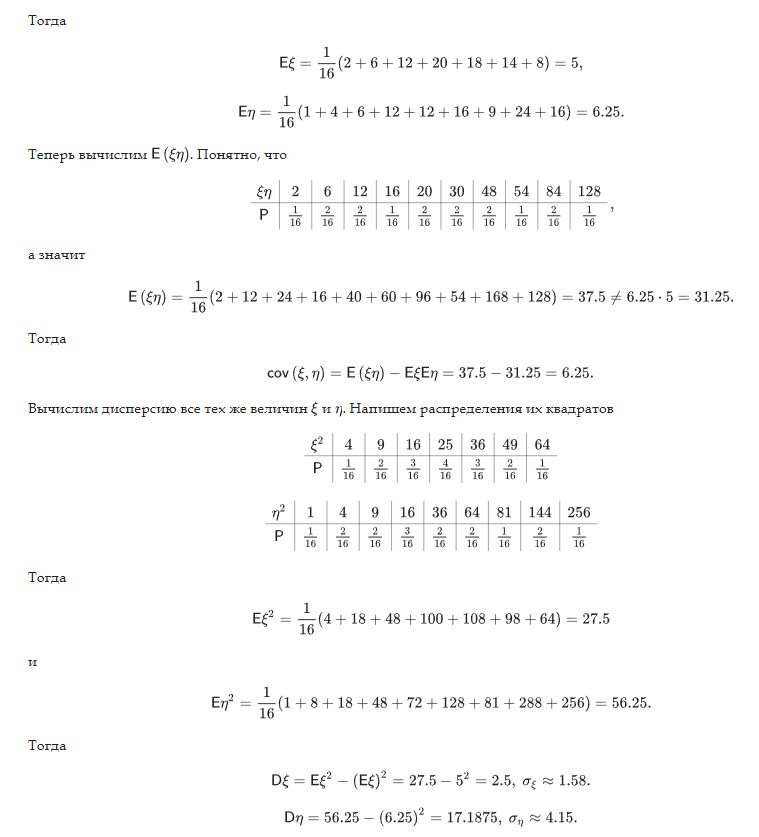 Тогда
Eξ = 1/16 (2 + 6 + 12 + 20 + 18 + 14 + 8) = 5,
Eη = 1/16 (1 + 4 + 6 + 12 + 12 + 16 + 9 + 24 + 16) = 6.25.
Теперь вычислим E (ξη). Понятно, что
ξη | 2 | 6 | 12 | 16 | 20 | 30 | 48 | 54 | 84 | 128
P | 1/16 | 2/16 | 2/16 | 1/16 | 2/16 | 2/16 | 2/16 | 1/16 | 2/16 | 1/16 ,
а значит
E (ξη) = 1/16 (2 + 12 + 24 + 16 + 40 + 60 + 96 + 54 + 168 + 128) = 37.5 ≠ 6.25 · 5 = 31.25.
Тогда
cov (ξ, η) = E (ξη) − EξEη = 37.5 − 31.25 = 6.25.
Вычислим дисперсию все тех же величин ξ и η. Напишем распределения их квадратов
ξ² | 4 | 9 | 16 | 25 | 36 | 49 | 64
P | 1/16 | 2/16 | 3/16 | 4/16 | 3/16 | 2/16 | 1/16
η² | 1 | 4 | 9 | 16 | 36 | 64 | 81 | 144 | 256
P | 1/16 | 2/16 | 2/16 | 3/16 | 2/16 | 2/16 | 1/16 | 2/16 | 1/16
Тогда
Eξ² = 1/16 (4 + 18 + 48 + 100 + 108 + 98 + 64) = 27.5
и
Eη² = 1/16 (1 + 8 + 18 + 48 + 72 + 128 + 81 + 288 + 256) = 56.25.
Тогда
Dξ = Eξ² − (Eξ)² = 27.5 − 5² = 2.5, σ_ξ ≈ 1.58.
Dη = 56.25 − (6.25)² = 17.1875, σ_η ≈ 4.15.